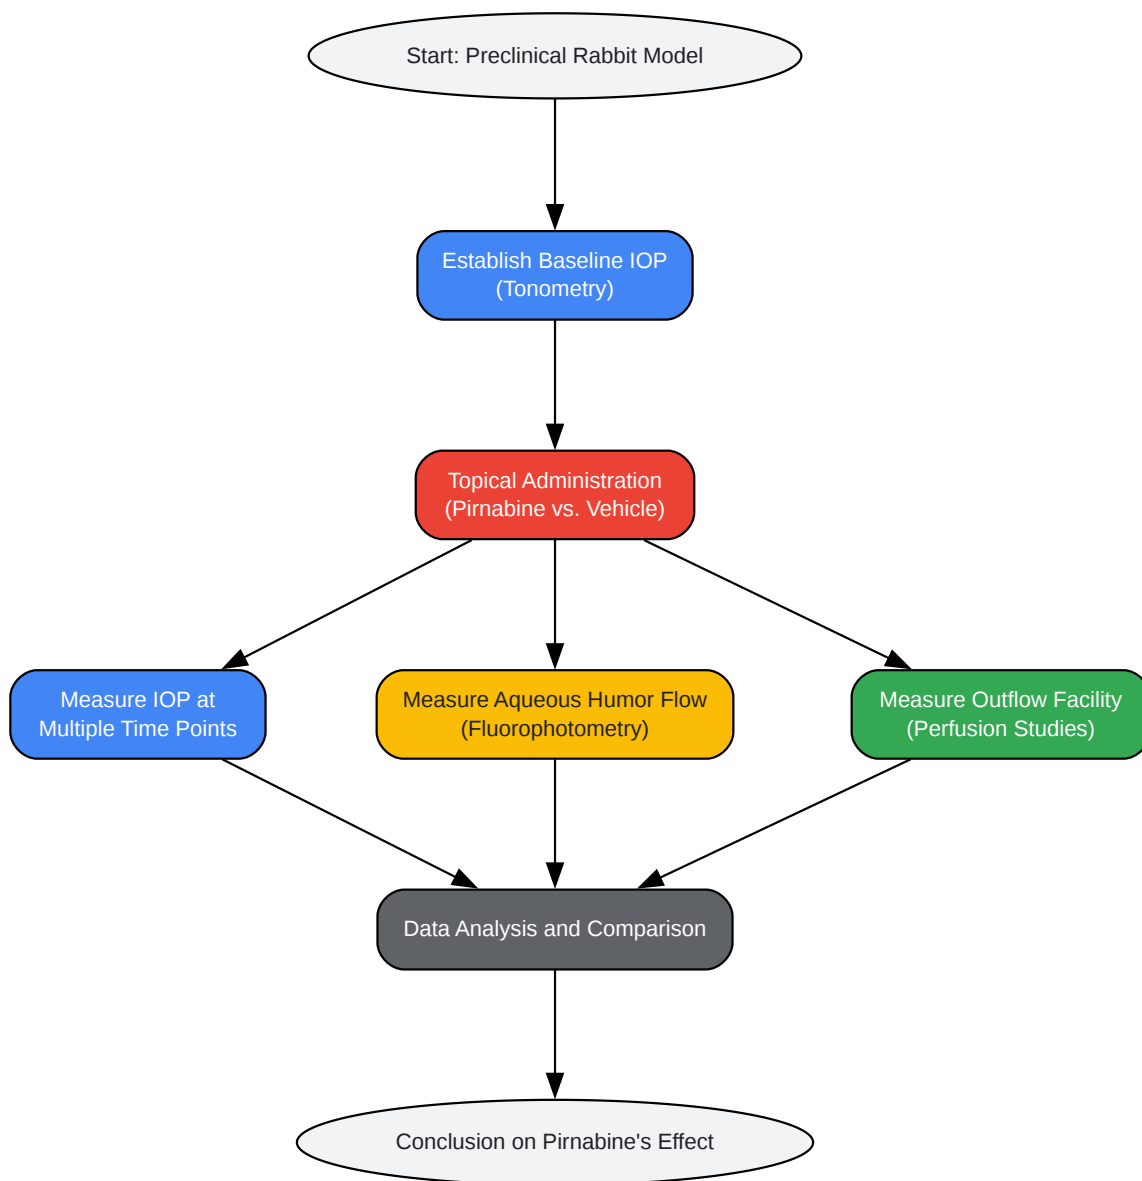 Start: Preclinical Rabbit Model
Establish Baseline IOP
(Tonometry)
Topical Administration
(Pirnabine vs. Vehicle)
Measure IOP at
Multiple Time Points
Measure Aqueous Humor Flow
(Fluorophotometry)
Measure Outflow Facility
(Perfusion Studies)
Data Analysis and Comparison
Conclusion on Pirnabine's Effect